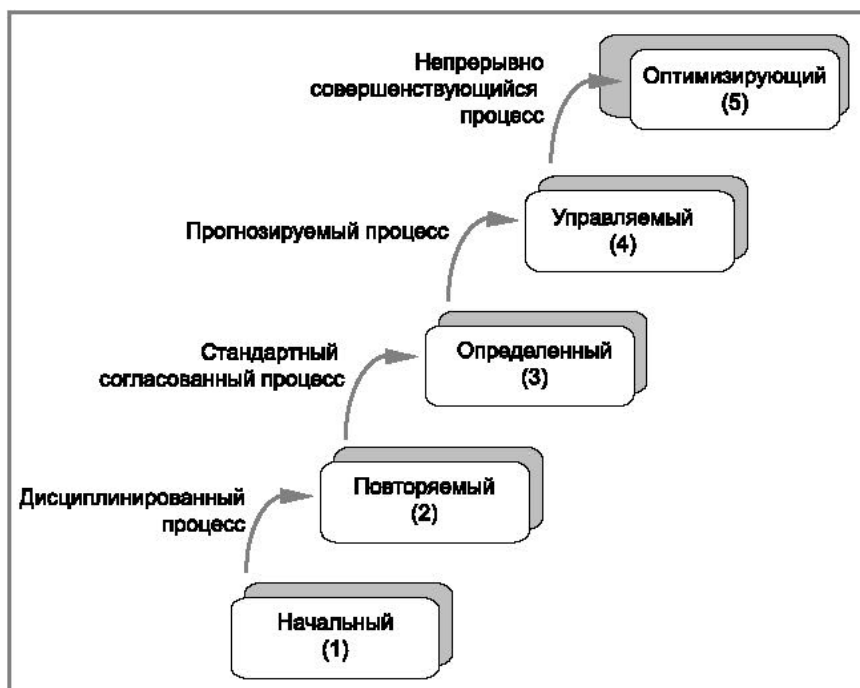 Непрерывно
совершенствующийся
процесс
Оптимизирующий
(5)
Прогнозируемый процесс
Управляемый
(4)
Стандартный
согласованный процесс
Определенный
(3)
Дисциплинированный
процесс
Повторяемый
(2)
Начальный
(1)